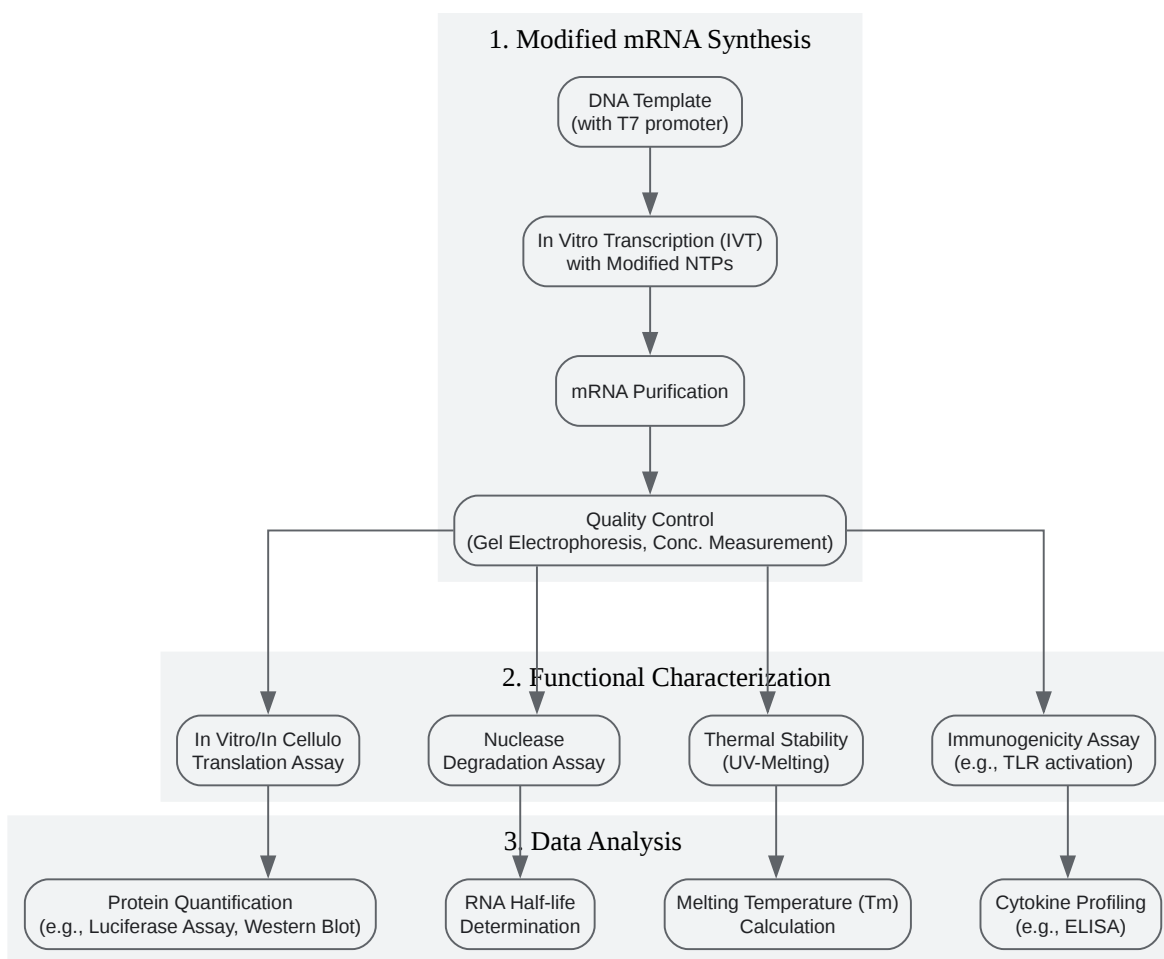 1. Modified mRNA Synthesis
DNA Template
(with T7 promoter)
In Vitro Transcription (IVT)
with Modified NTPs
mRNA Purification
Quality Control
(Gel Electrophoresis, Conc. Measurement)
2. Functional Characterization
In Vitro/In Cellulo
Translation Assay
Nuclease
Degradation Assay
Thermal Stability
(UV-Melting)
Immunogenicity Assay
(e.g., TLR activation)
3. Data Analysis
Protein Quantification
(e.g., Luciferase Assay, Western Blot)
RNA Half-life
Determination
Melting Temperature (Tm)
Calculation
Cytokine Profiling
(e.g., ELISA)